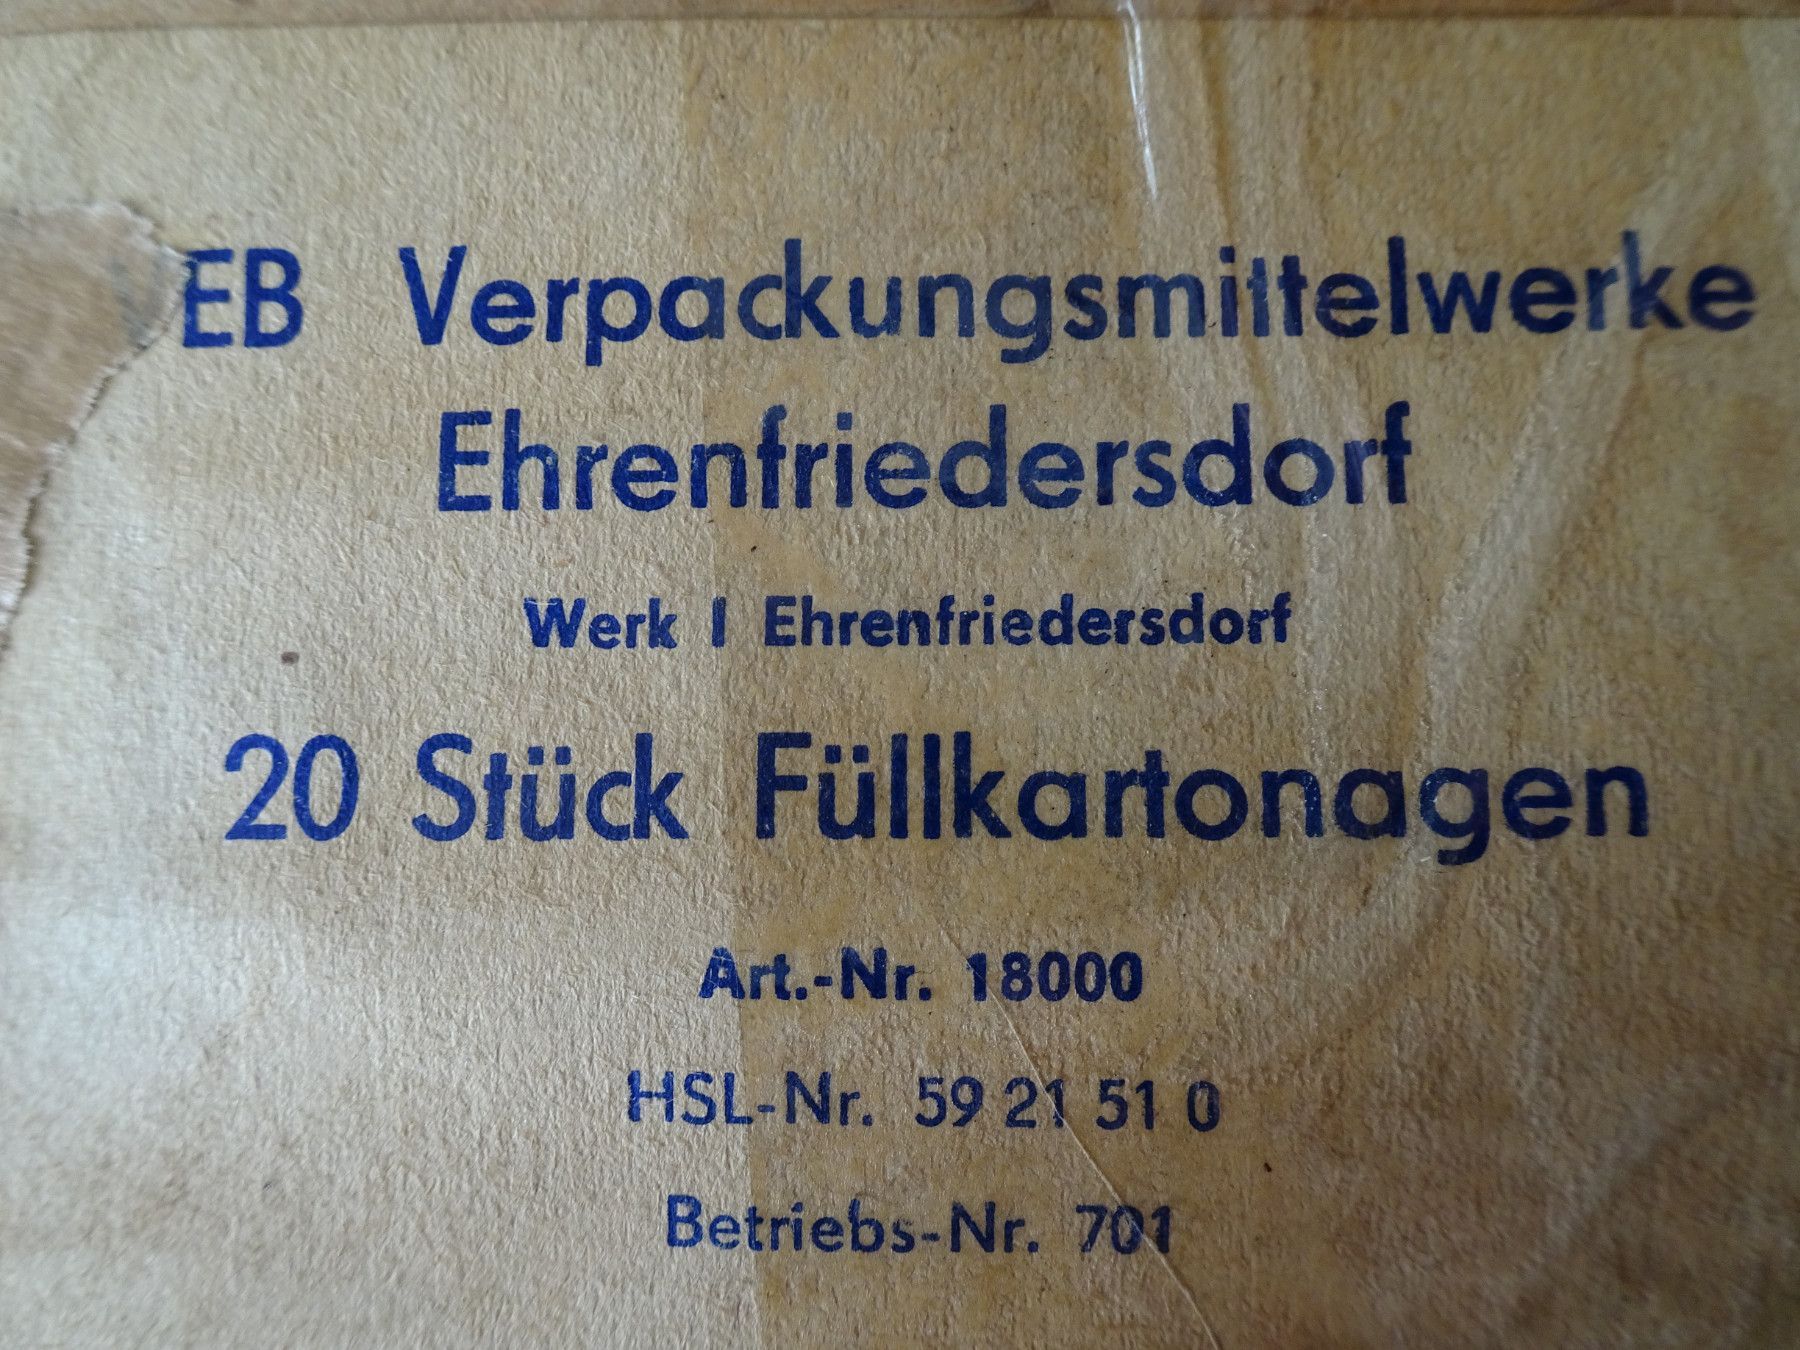 EB Verpackungsmittelwerke
Ehrenfriedersdorf
Werk I Ehrenfriedersdorf
20 Stück Füllkartonagen
Art.-Nr. 18000
HSL-Nr. 59 21 51 0
Betriebs-Nr. 701